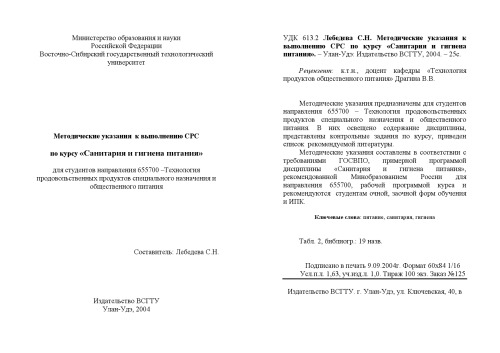 Министерство образования и науки
Российской Федерации
Восточно-Сибирский государственный технологический
университет
Методические указания к выполнению СРС
по курсу «Санитария и гигиена питания»
для студентов направления 655700 –Технология
продовольственных продуктов специального назначения и
общественного питания
Составитель: Лебедева С.Н.
Издательство ВСГТУ
Улан-Удэ, 2004
УДК 613.2 Лебедева С.Н. Методические указания к
выполнению СРС по курсу «Санитария и гигиена
питания». – Улан-Удэ: Издательство ВСГТУ, 2004. – 25с.
Рецензент: к.т.н., доцент кафедры «Технология
продуктов общественного питания» Драгина В.В.
Методические указания предназначены для студентов
направления 655700 – Технология продовольственных
продуктов специального назначения и общественного
питания. В них освещено содержание дисциплины,
представлены контрольные задания по курсу, приведен
список рекомендуемой литературы.
Методические указания составлены в соответствии с
требованиями ГОСВПО, примерной программой
дисциплины «Санитария и гигиена питания»,
рекомендованной Минобразованием России для
направления 655700, рабочей программой курса и
рекомендуются студентам очной, заочной форм обучения
и ИПК.
Ключевые слова: питание, санитария, гигиена
Табл. 2, библиогр.: 19 назв.
Подписано в печать 9.09.2004г. Формат 60х84 1/16
Усл.п.л. 1,63, уч.изд.л. 1,0. Тираж 100 экз. Заказ №125
Издательство ВСГТУ. г. Улан-Удэ, ул. Ключевская, 40, в